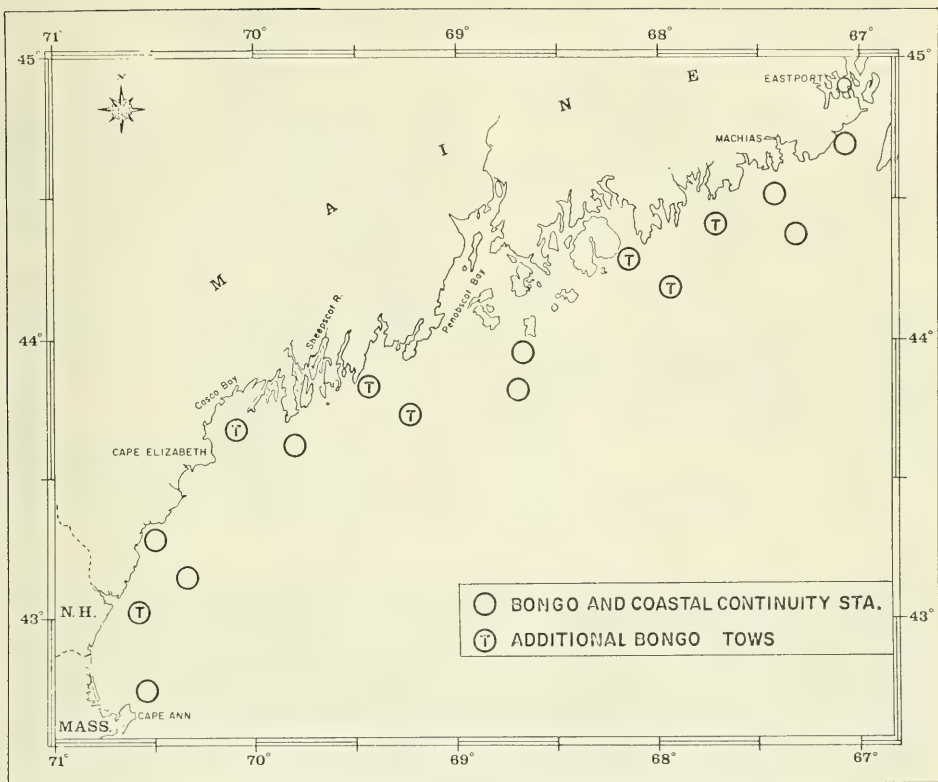 71° 70° 69° 68° 67°
45° 45°
N
EASTPORT
MACHIAS
M A I N E
44° 44°
Penobscot Bay
Sheepscot R.
Casco Bay
CAPE ELIZABETH
T
T
T
T
T
T
T
N.H.
43° 43°
○ BONGO AND COASTAL CONTINUITY STA.
Ⓣ ADDITIONAL BONGO TOWS
CAPE ANN
MASS.
71° 70° 69° 68° 67°